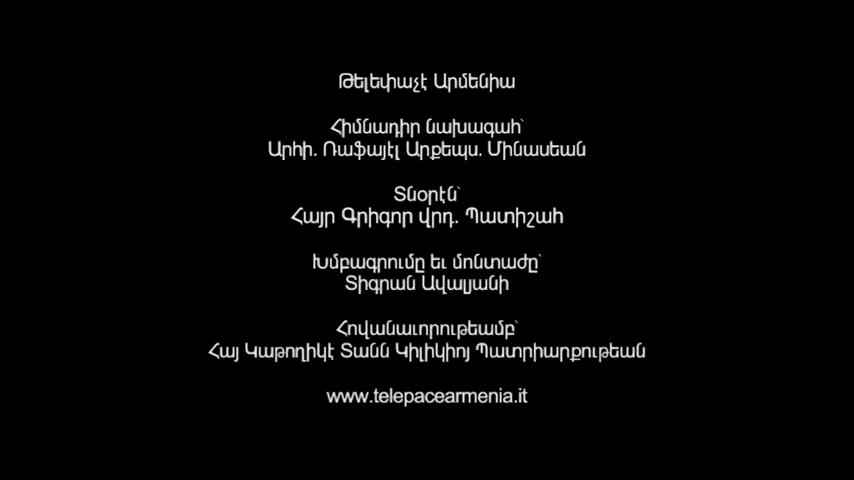 Թելեփաչէ Արմենիա
Հիմնադիր նախագահ՝
Արհի. Ռաֆայէլ Արքեպս. Մինասեան
Տնօրէն՝
Հայր Գրիգոր վրդ. Պատիշահ
Խմբագրումը եւ մոնտաժը՝
Տիգրան Ավալյանի
Հովանաւորութեամբ՝
Հայ Կաթողիկէ Տանն Կիլիկիոյ Պատրիարքութեան
www.telepacearmenia.it